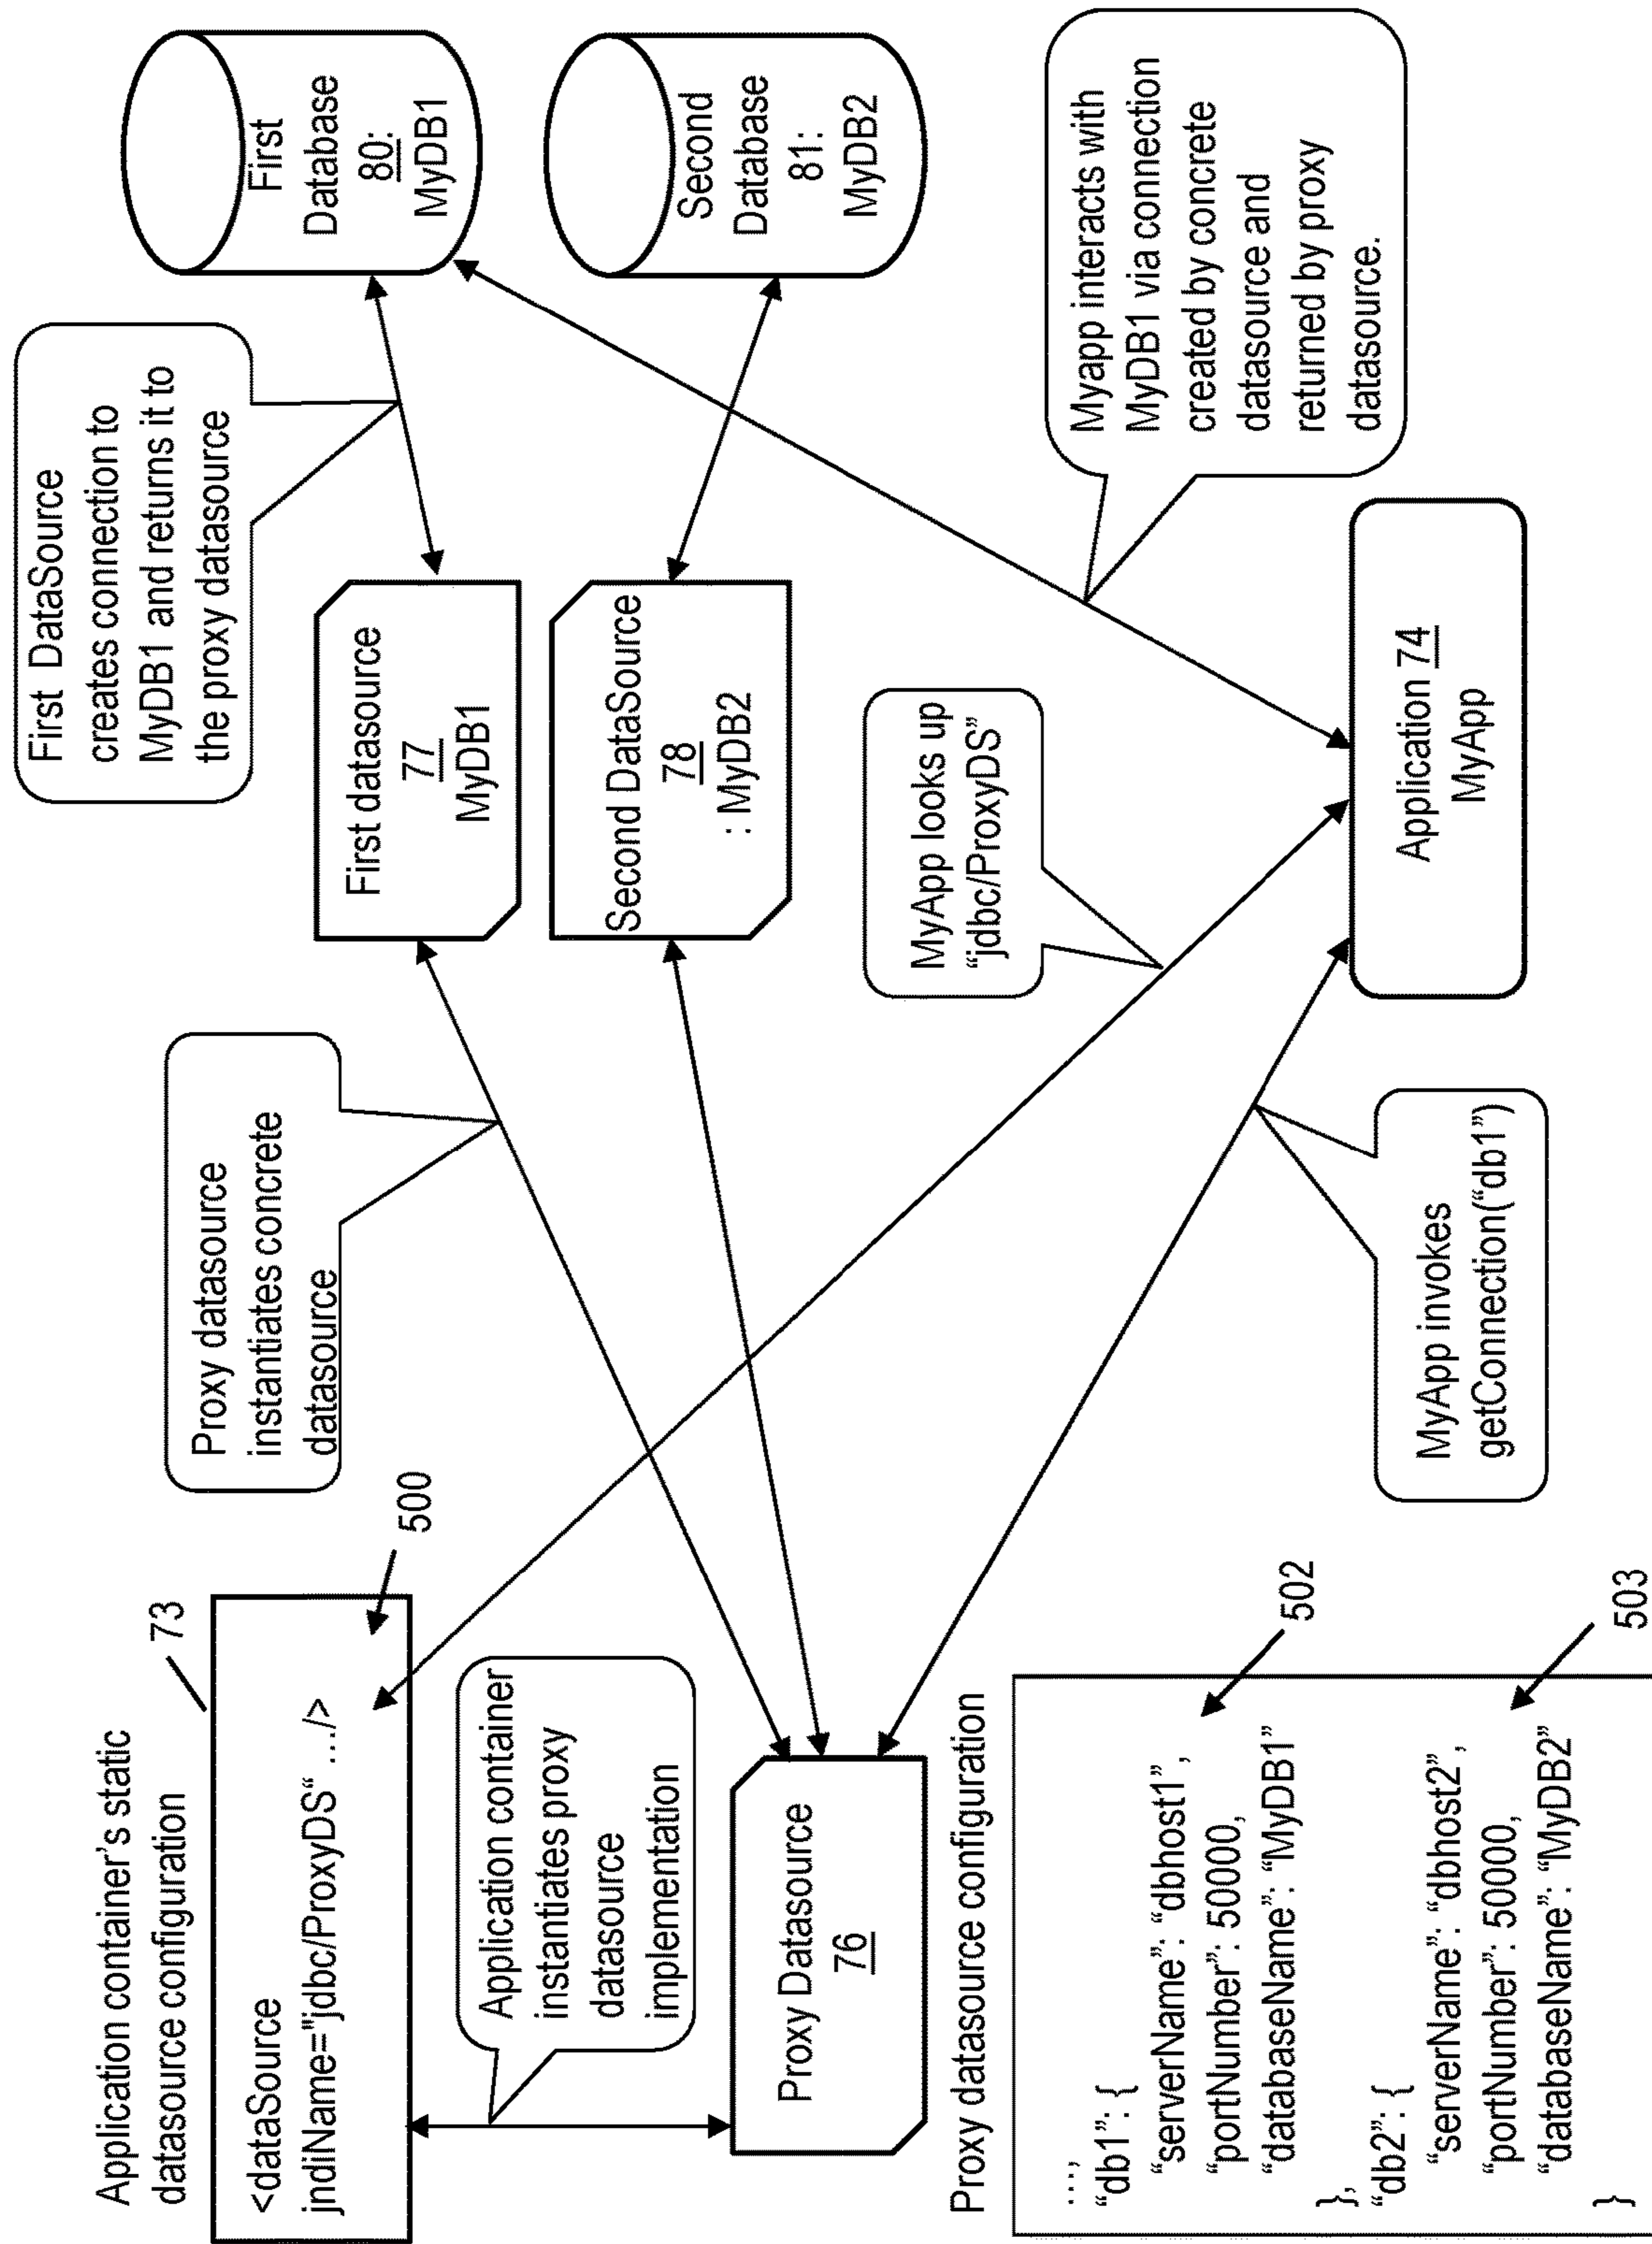 Application container's static
datasource configuration
73
<dataSource
jndiName="jdbc/ProxyDS“ …/>
500
Application container
instantiates proxy
datasource
implementation
Proxy Datasource
76
Proxy datasource configuration
…,
“db1”: {
“serverName”: “dbhost1”,
“portNumber”: 50000,
“databaseName”: “MyDB1”
},
502
“db2”: {
“serverName”: “dbhost2”,
“portNumber”: 50000,
“databaseName”: “MyDB2”
}
503
Proxy datasource
instantiates concrete
datasource
MyApp invokes
getConnection(“db1”)
MyApp looks up
“jdbc/ProxyDS”
First DataSource
creates connection to
MyDB1 and returns it to
the proxy datasource
First datasource
77
MyDB1
Second DataSource
78
: MyDB2
Application 74
MyApp
First
Database
80:
MyDB1
Second
Database
81:
MyDB2
Myapp interacts with
MyDB1 via connection
created by concrete
datasource and
returned by proxy
datasource.